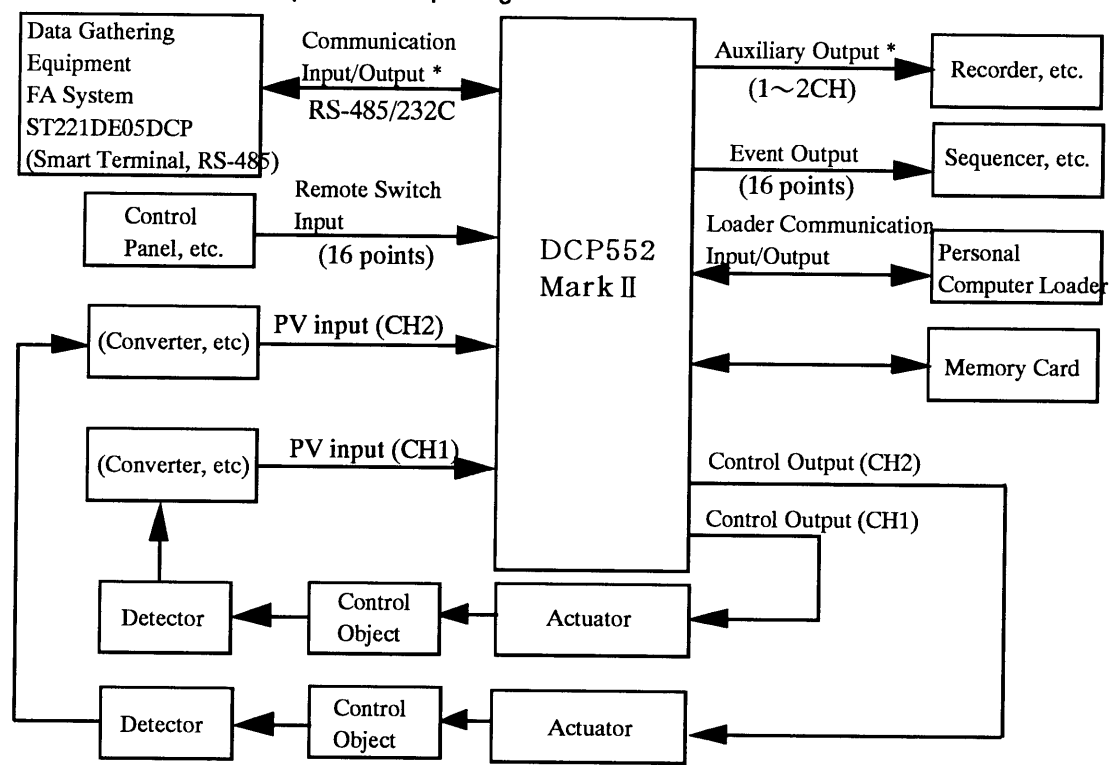 Data Gathering
Equipment
FA System
ST221DE05DCP
(Smart Terminal, RS-485)
Communication
Input/Output *
RS-485/232C
Control
Panel, etc.
Remote Switch
Input
(16 points)
(Converter, etc)
PV input (CH2)
(Converter, etc)
PV input (CH1)
DCP552
Mark Ⅱ
Auxiliary Output *
(1～2CH)
Recorder, etc.
Event Output
(16 points)
Sequencer, etc.
Loader Communication
Input/Output
Personal
Computer Loader
Memory Card
Control Output (CH2)
Control Output (CH1)
Detector
Control
Object
Actuator
Detector
Control
Object
Actuator